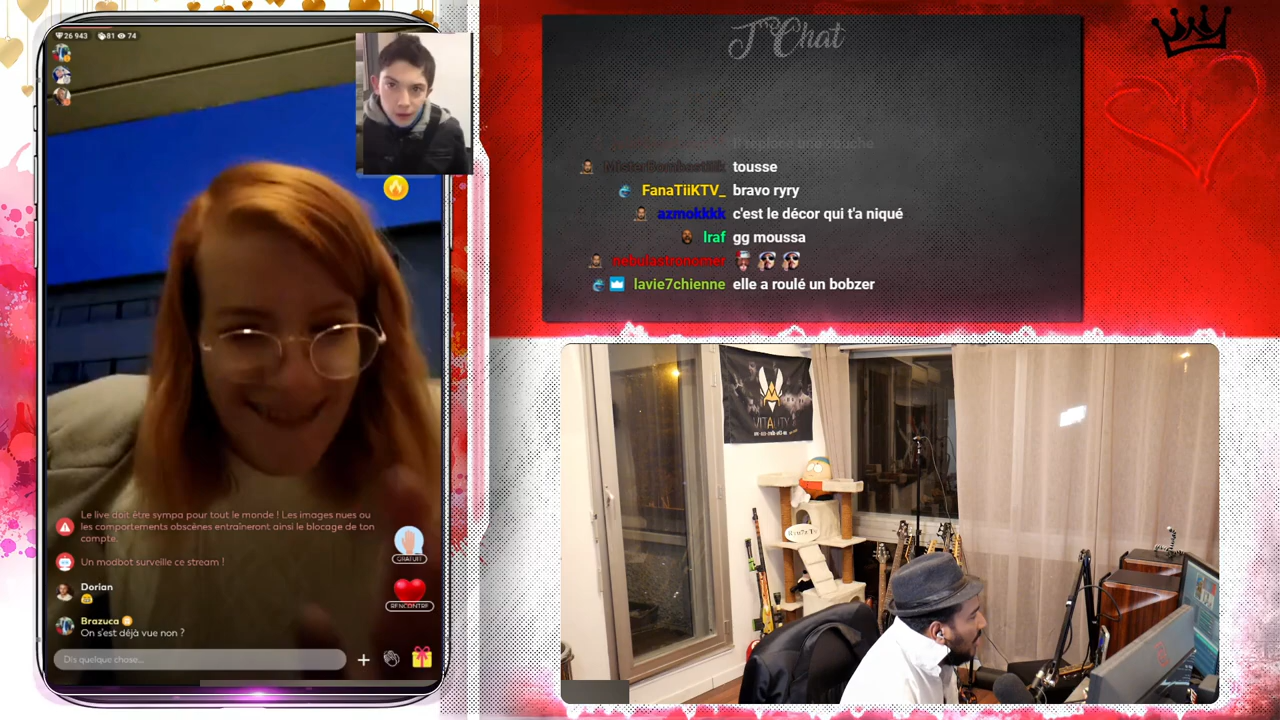 26 943 81 74
Le live doit être sympa pour tout le monde ! Les images nues ou
les comportements obscènes entraîneront ainsi le blocage de ton
compte.
Un modbot surveille ce stream !
Dorian
Brazuca
On s'est déjà vue non ?
Dis quelque chose...
GRATUIT
RENCONTRE
J'Chat
MisterBombastiik tousse
FanaTiiKTV_ bravo ryry
azmokkkk c'est le décor qui t'a niqué
lraf gg moussa
nebulastronomer
lavie7chienne elle a roulé un bobzer
VITALITY